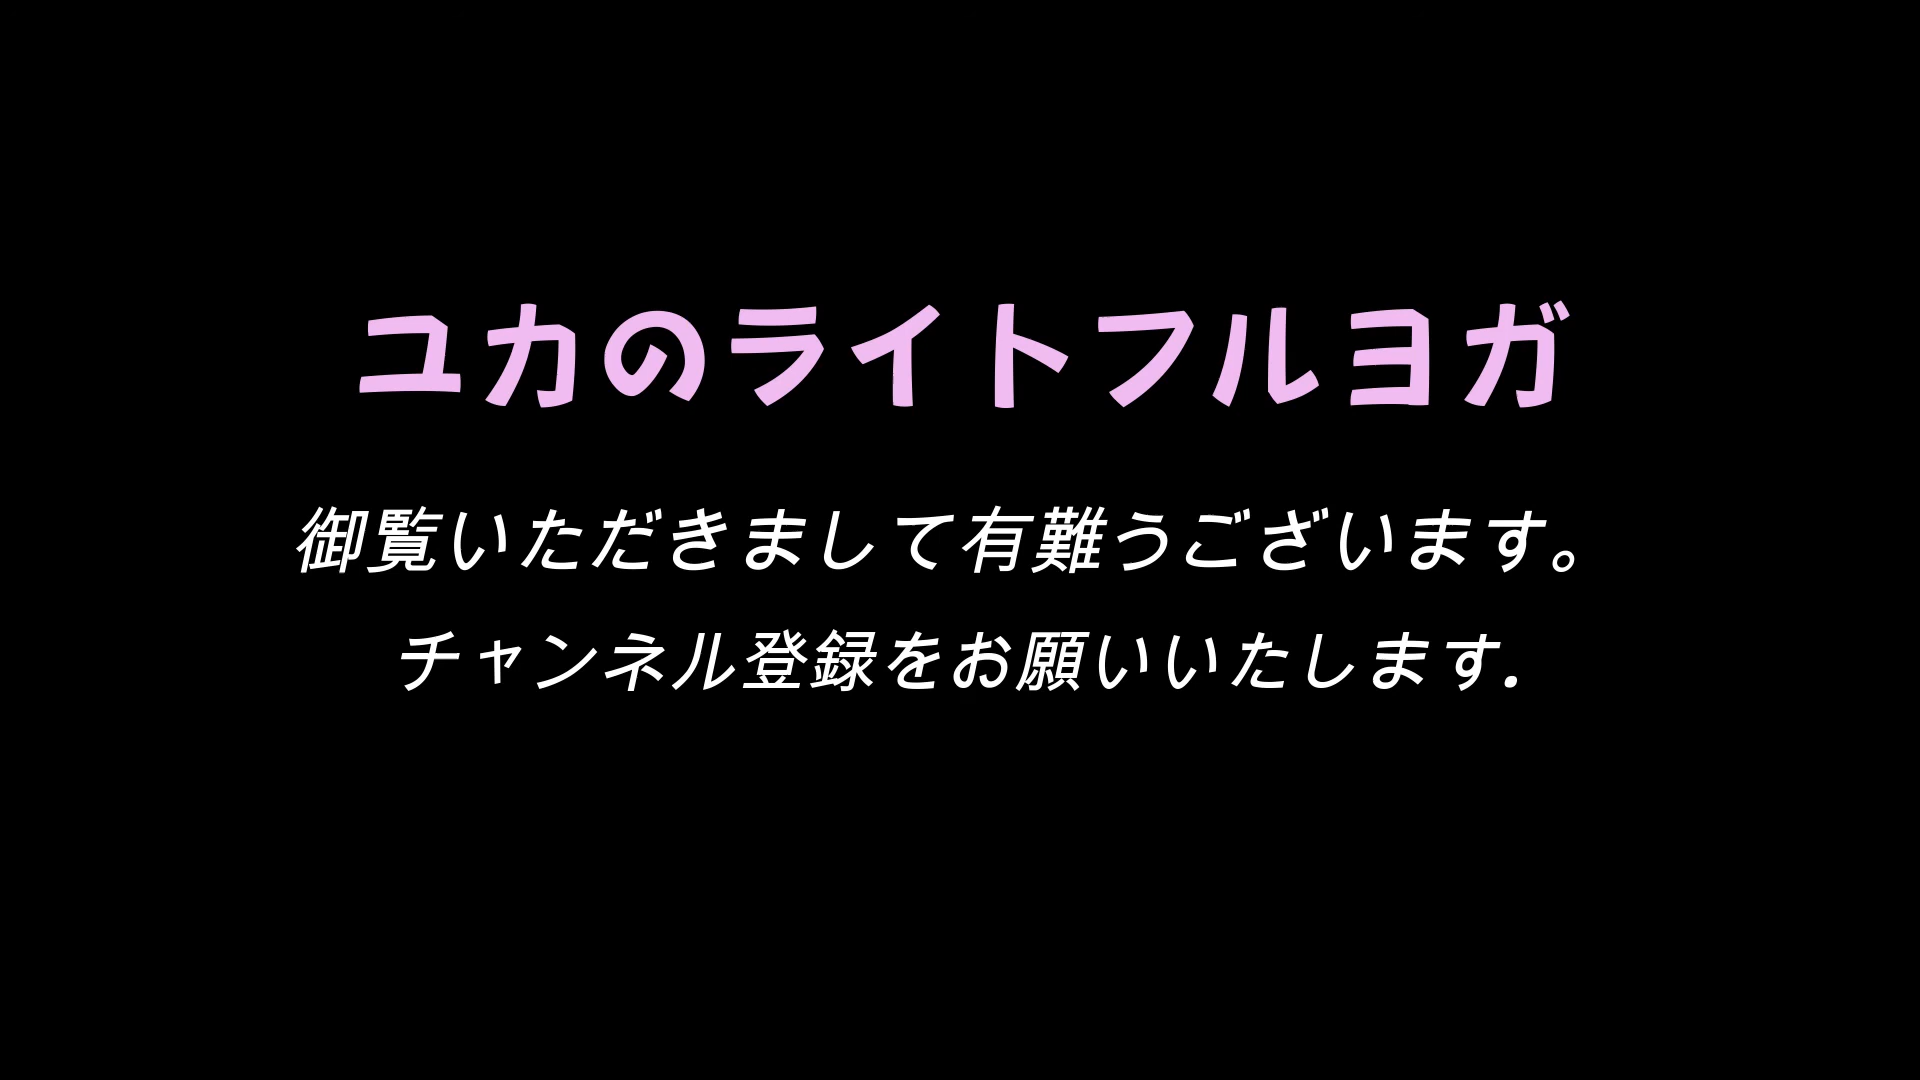 ユカのライトフルヨガ
御覧いただきまして有難うございます。
チャンネル登録をお願いいたします.